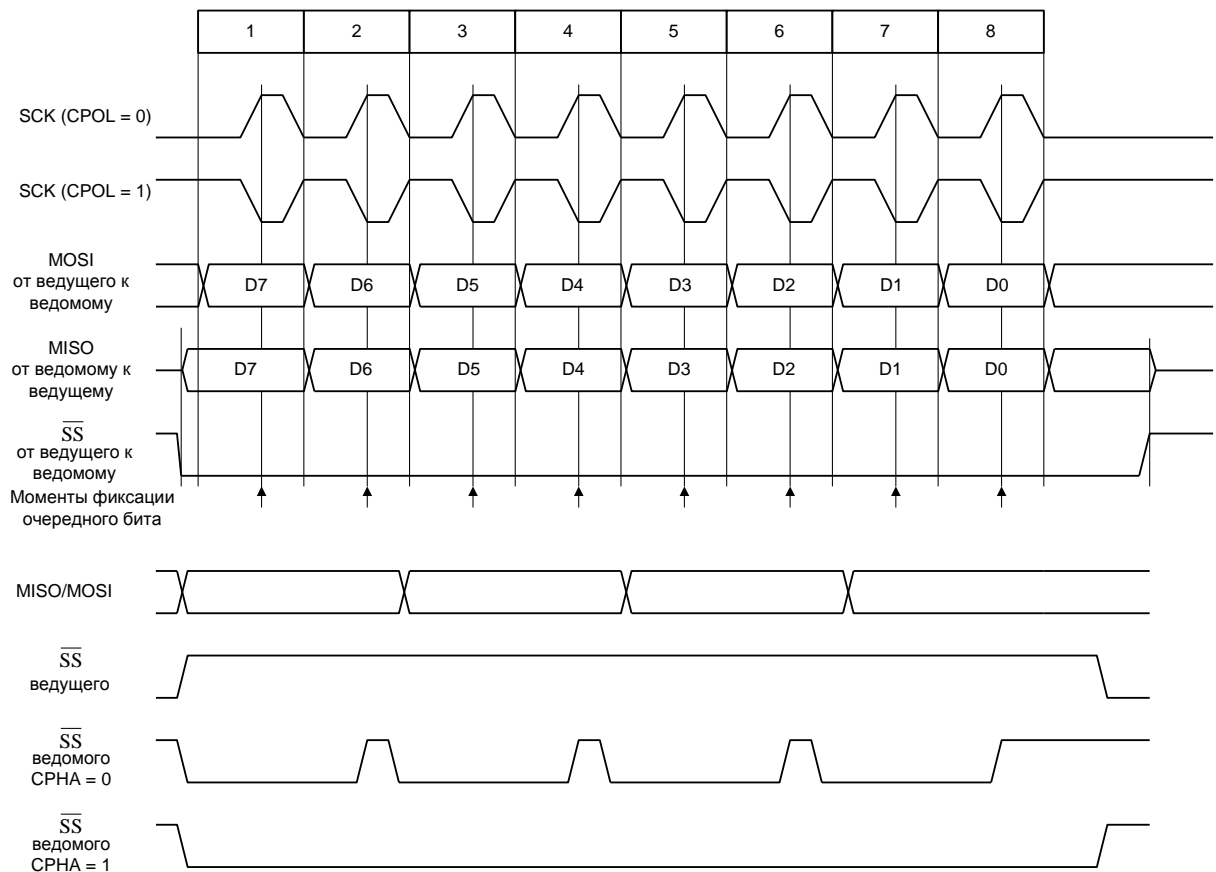 1 2 3 4 5 6 7 8
SCK (CPOL = 0)
SCK (CPOL = 1)
MOSI
от ведущего к
ведомому
D7 D6 D5 D4 D3 D2 D1 D0
MISO
от ведомому к
ведущему
D7 D6 D5 D4 D3 D2 D1 D0
SS
от ведущего к
ведомому
Моменты фиксации
очередного бита
MISO/MOSI
SS
ведущего
SS
ведомого
CPHA = 0
SS
ведомого
CPHA = 1